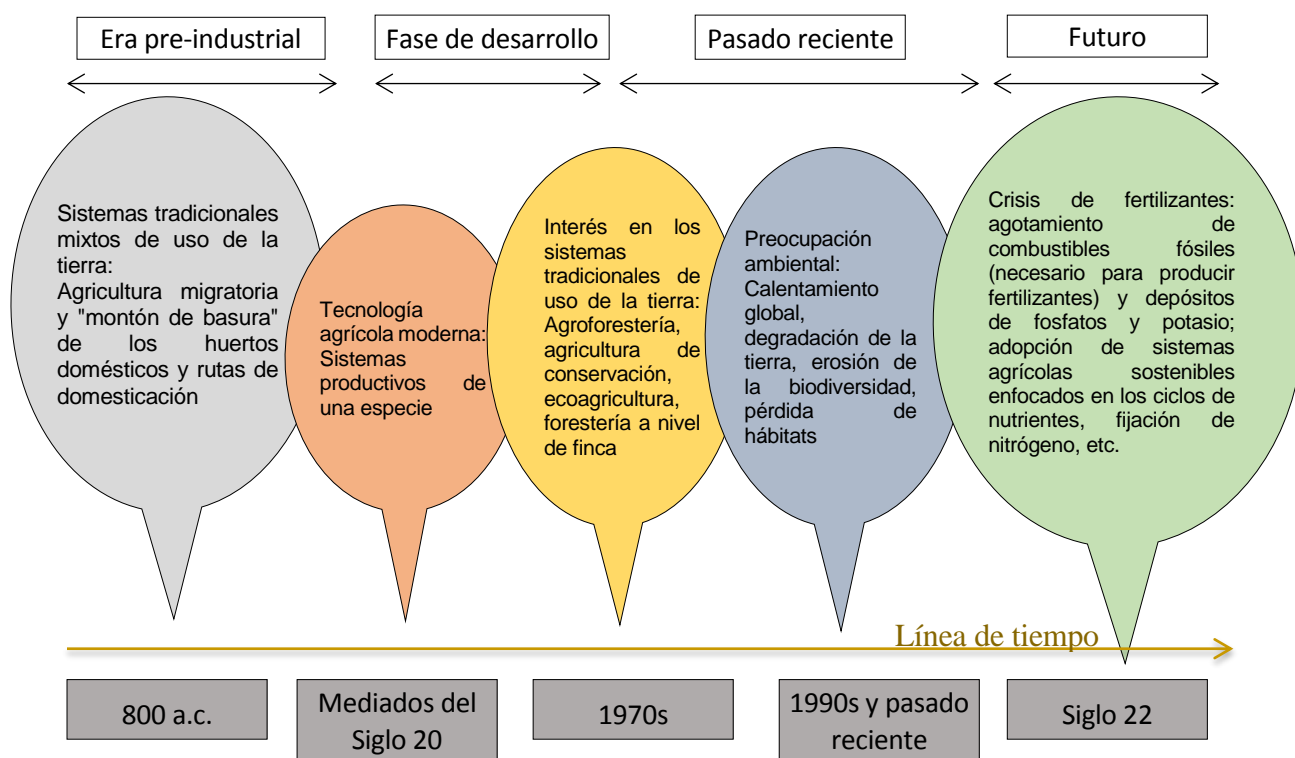 Era pre-industrial
Fase de desarrollo
Pasado reciente
Futuro
Sistemas tradicionales
mixtos de uso de la
tierra:
Agricultura migratoria
y "montón de basura"
de los huertos
domésticos y rutas de
domesticación
Tecnología
agrícola moderna:
Sistemas
productivos de
una especie
Interés en los
sistemas
tradicionales de
uso de la tierra:
Agroforestería,
agricultura de
conservación,
ecoagricultura,
forestería a nivel
de finca
Preocupación
ambiental:
Calentamiento
global,
degradación de la
tierra, erosión de
la biodiversidad,
pérdida de
hábitats
Crisis de fertilizantes:
agotamiento de
combustibles fósiles
(necesario para producir
fertilizantes) y depósitos
de fosfatos y potasio;
adopción de sistemas
agrícolas sostenibles
enfocados en los ciclos de
nutrientes, fijación de
nitrógeno, etc.
Línea de tiempo
800 a.c.
Mediados del
Siglo 20
1970s
1990s y pasado
reciente
Siglo 22